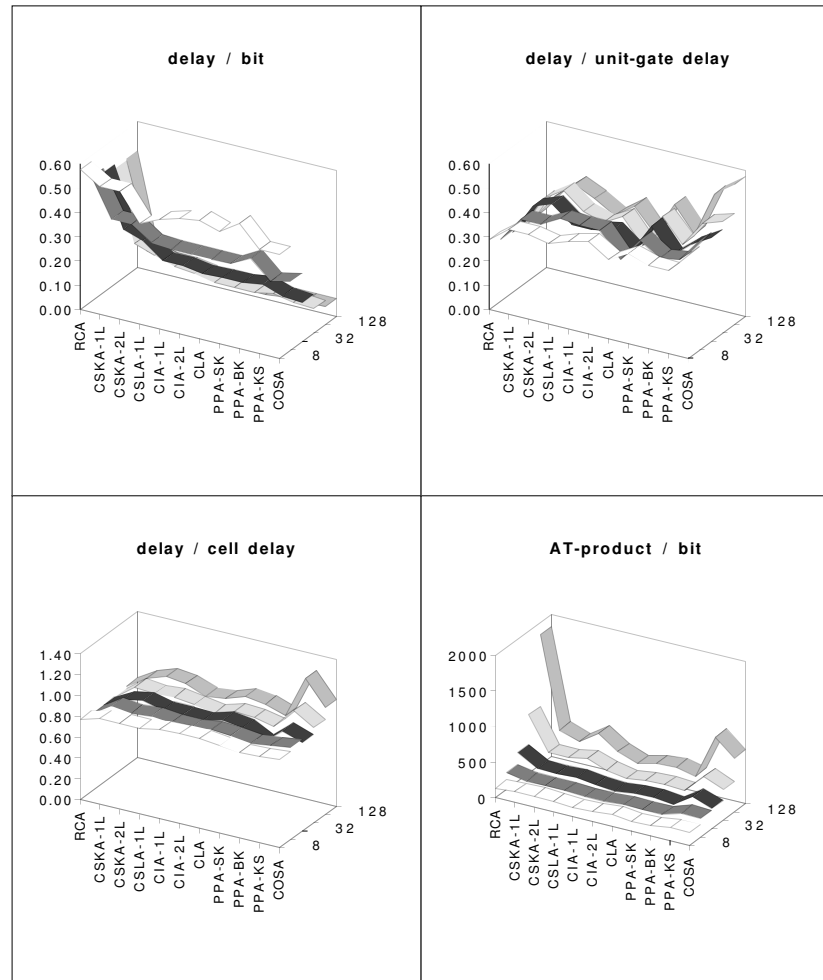 delay / bit
0.60
0.50
0.40
0.30
0.20
0.10
0.00
RCA
CSKA-1L
CSKA-2L
CSLA-1L
CIA-1L
CIA-2L
CLA
PPA-SK
PPA-BK
PPA-KS
COSA
8
32
128
delay / unit-gate delay
0.60
0.50
0.40
0.30
0.20
0.10
0.00
RCA
CSKA-1L
CSKA-2L
CSLA-1L
CIA-1L
CIA-2L
CLA
PPA-SK
PPA-BK
PPA-KS
COSA
8
32
128
delay / cell delay
1.40
1.20
1.00
0.80
0.60
0.40
0.20
0.00
RCA
CSKA-1L
CSKA-2L
CSLA-1L
CIA-1L
CIA-2L
CLA
PPA-SK
PPA-BK
PPA-KS
COSA
8
32
128
AT-product / bit
2000
1500
1000
500
0
RCA
CSKA-1L
CSKA-2L
CSLA-1L
CIA-1L
CIA-2L
CLA
PPA-SK
PPA-BK
PPA-KS
COSA
8
32
128